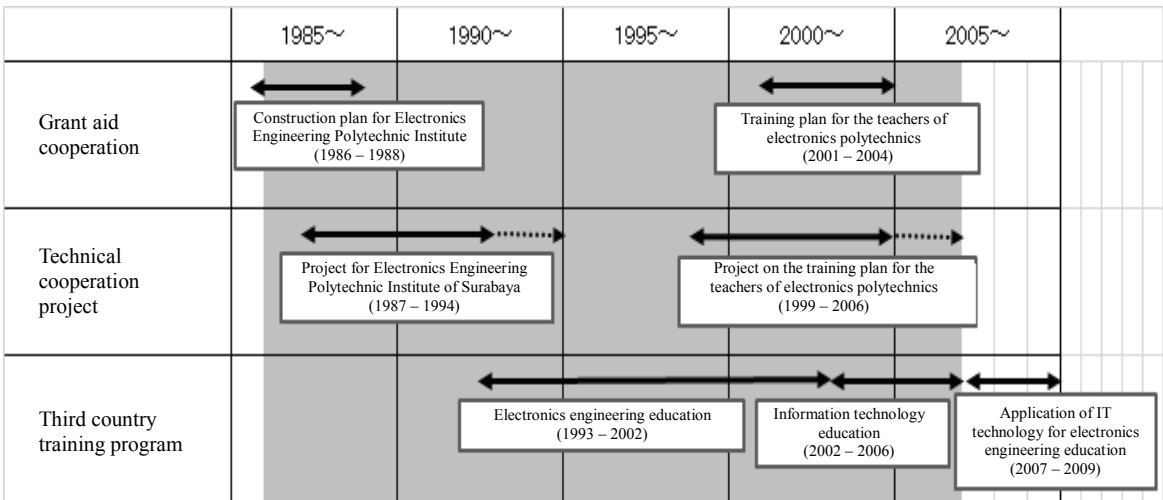 1985～
1990～
1995～
2000～
2005～
Grant aid
cooperation
Construction plan for Electronics
Engineering Polytechnic Institute
(1986 – 1988)
Training plan for the teachers of
electronics polytechnics
(2001 – 2004)
Technical
cooperation
project
Project for Electronics Engineering
Polytechnic Institute of Surabaya
(1987 – 1994)
Project on the training plan for the
teachers of electronics polytechnics
(1999 – 2006)
Third country
training program
Electronics engineering education
(1993 – 2002)
Information technology
education
(2002 – 2006)
Application of IT
technology for electronics
engineering education
(2007 – 2009)